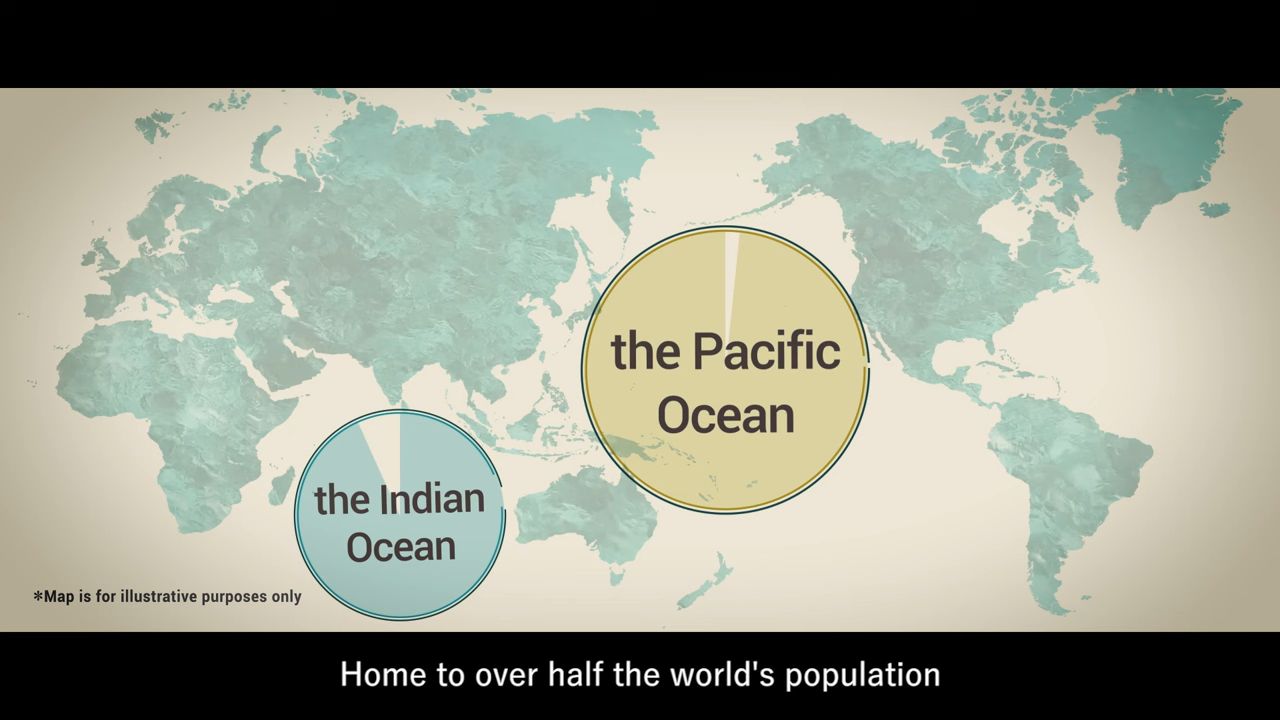 the Pacific
Ocean
the Indian
Ocean
*Map is for illustrative purposes only
Home to over half the world's population